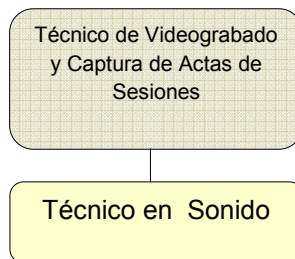 Técnico de Videograbado
y Captura de Actas de
Sesiones
Técnico en  Sonido